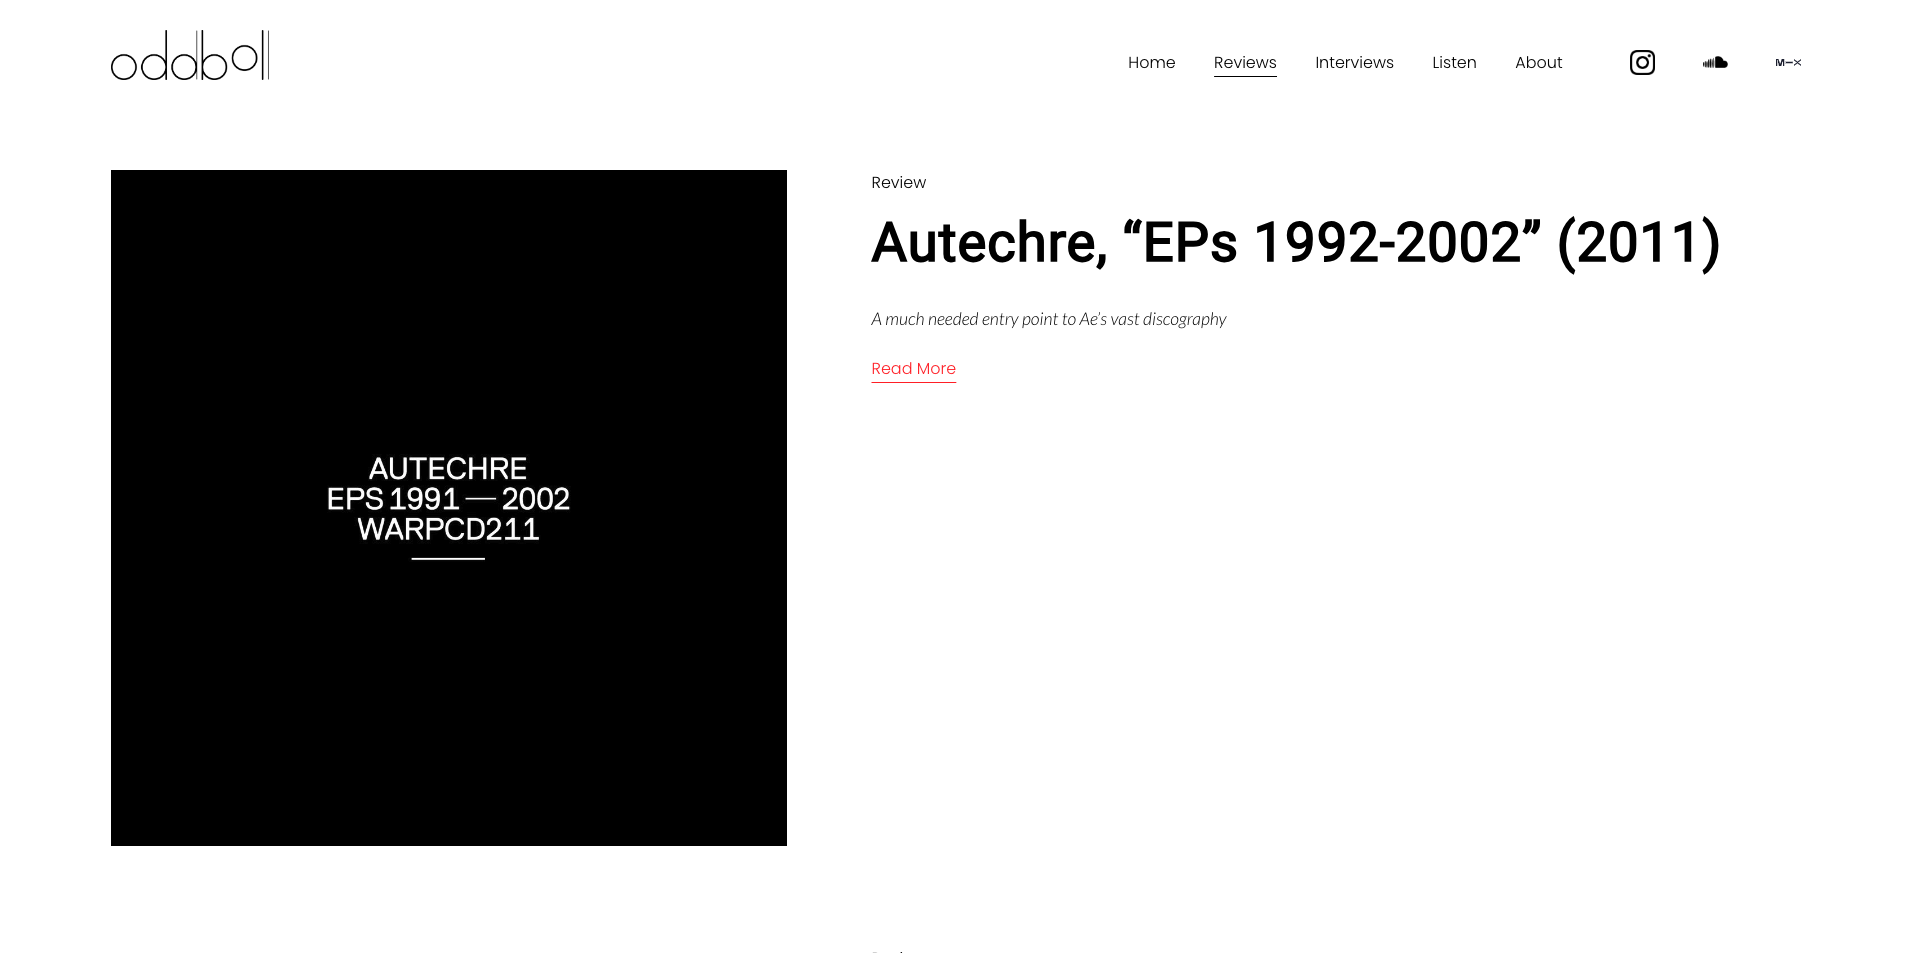 oddball
Home Reviews Interviews Listen About M–X
Review
Autechre, “EPs 1992-2002” (2011)
A much needed entry point to Ae’s vast discography
Read More
AUTECHRE
EPS 1991 — 2002
WARPCD211